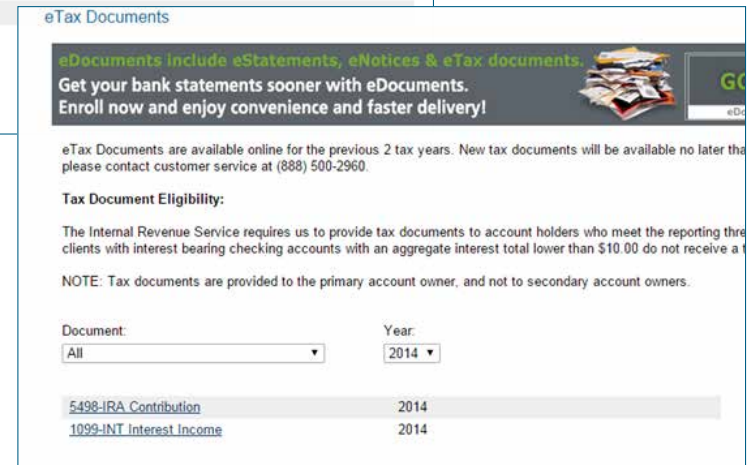 eTax Documents
eDocuments include eStatements, eNotices & eTax documents.
Get your bank statements sooner with eDocuments.
Enroll now and enjoy convenience and faster delivery!
eTax Documents are available online for the previous 2 tax years. New tax documents will be available no later
please contact customer service at (888) 500-2960.
Tax Document Eligibility:
The Internal Revenue Service requires us to provide tax documents to account holders who meet the reporting
clients with interest bearing checking accounts with an aggregate interest total lower than $10.00 do not receive a
NOTE: Tax documents are provided to the primary account owner, and not to secondary account owners.
Document: Year:
All 2014
5498-IRA Contribution 2014
1099-INT Interest Income 2014